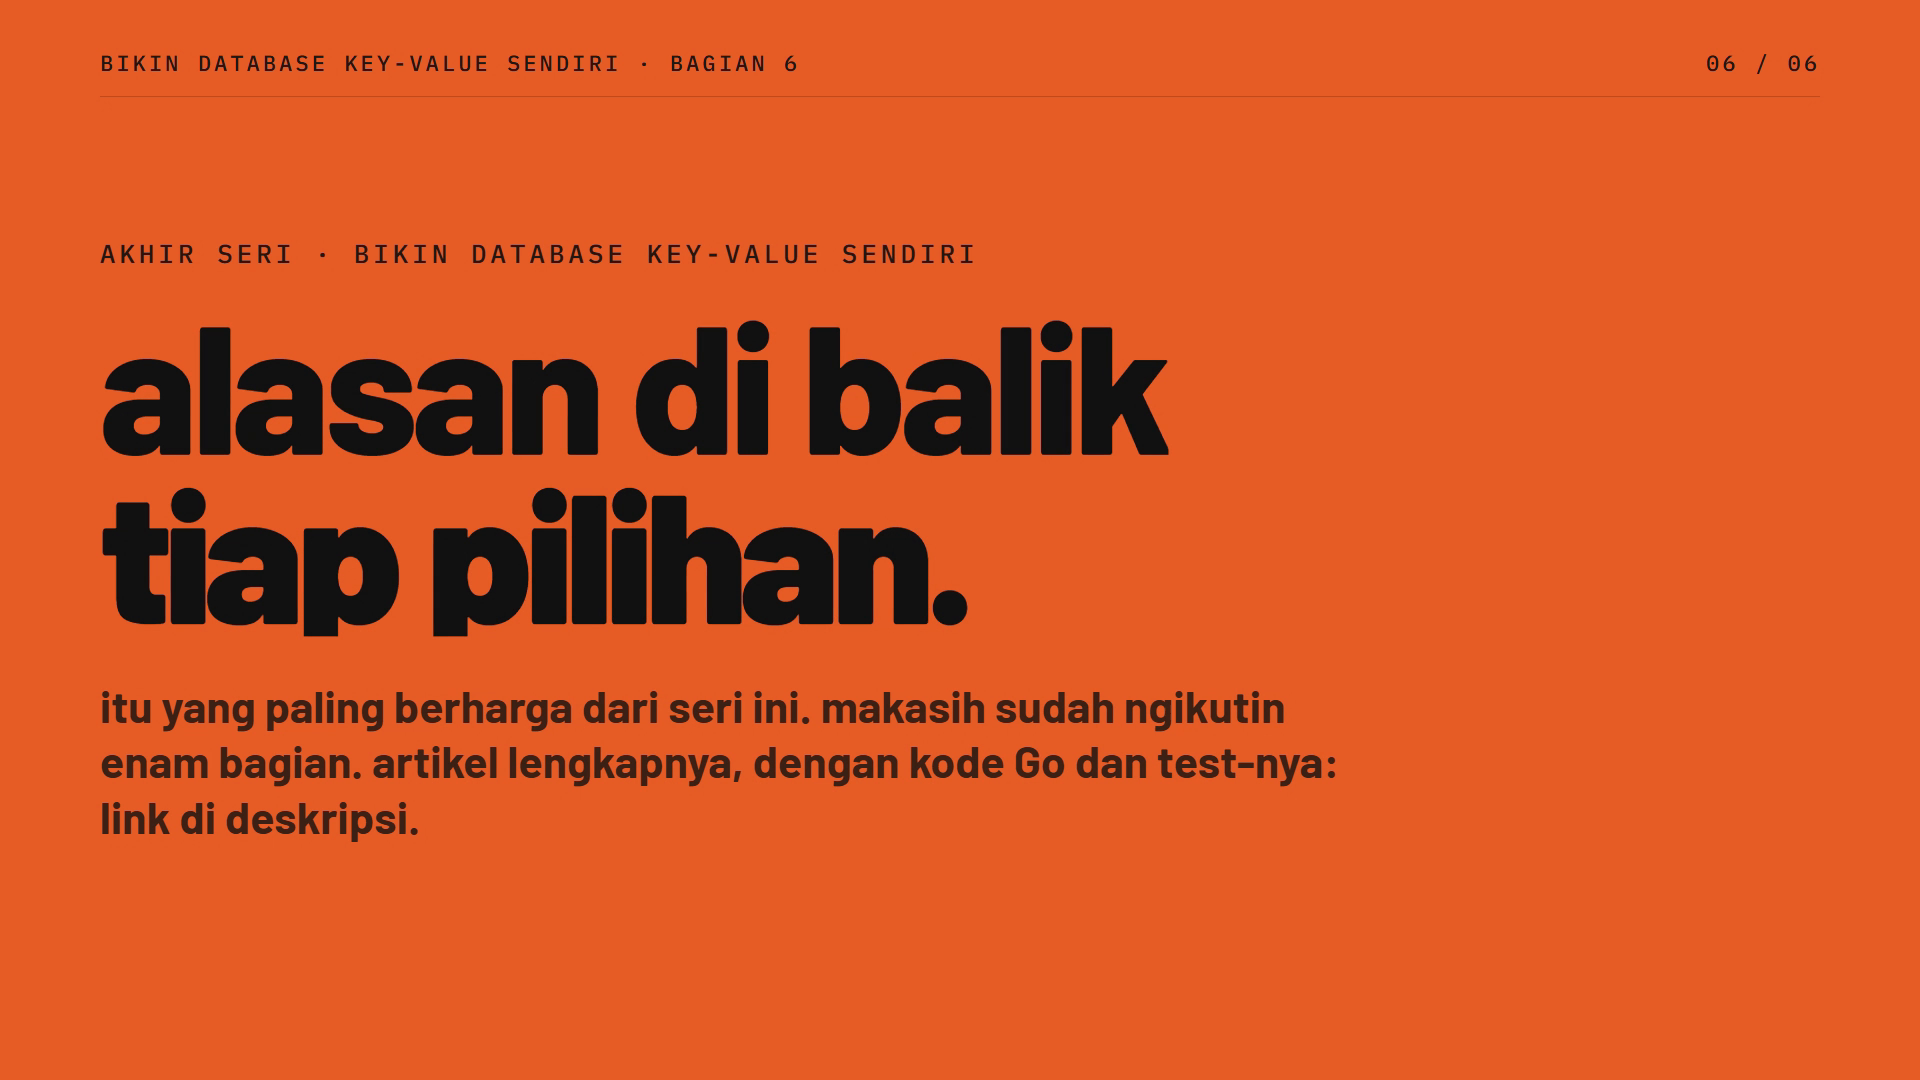 BIKIN DATABASE KEY-VALUE SENDIRI · BAGIAN 6
06 / 06
AKHIR SERI · BIKIN DATABASE KEY-VALUE SENDIRI
alasan di balik
tiap pilihan.
itu yang paling berharga dari seri ini. makasih sudah ngikutin
enam bagian. artikel lengkapnya, dengan kode Go dan test-nya:
link di deskripsi.